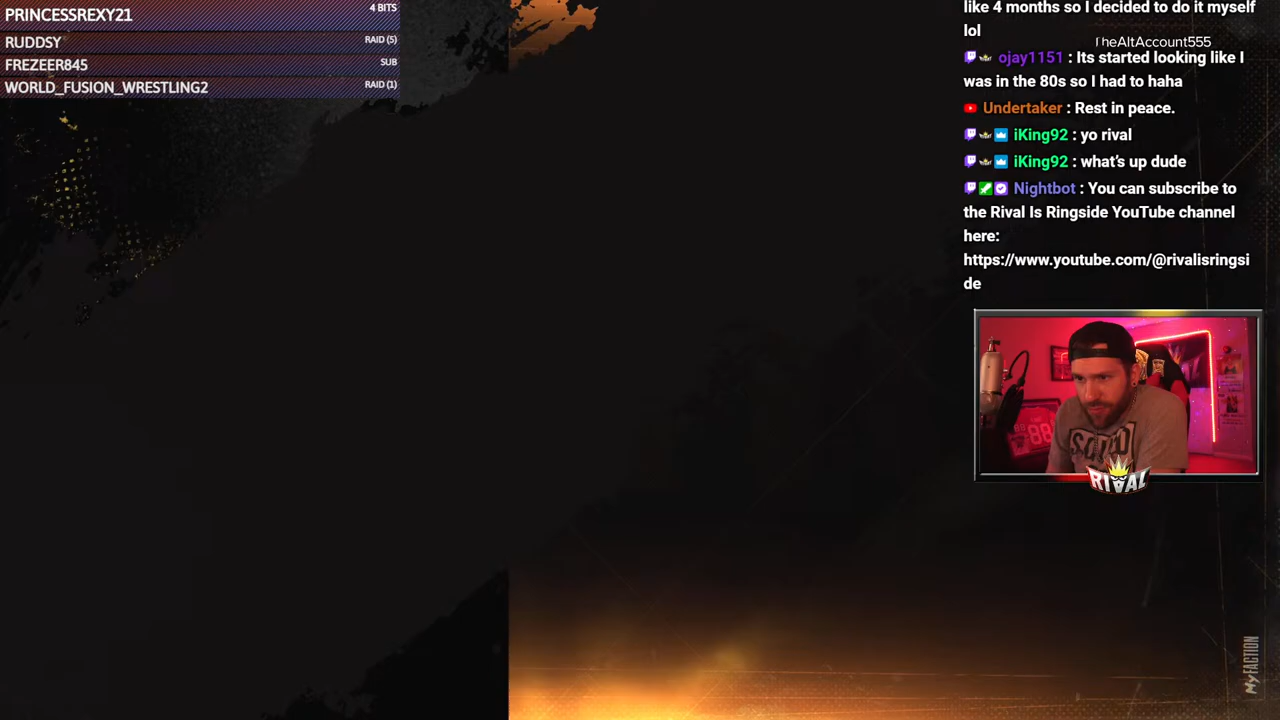 PRINCESSREXY21 4 BITS
RUDDSY RAID (5)
FREZEER845 SUB
WORLD_FUSION_WRESTLING2 RAID (1)
like 4 months so I decided to do it myself
lol
TheAltAccount555
ojay1151 : Its started looking like I
was in the 80s so I had to haha
Undertaker : Rest in peace.
iKing92 : yo rival
iKing92 : what’s up dude
Nightbot : You can subscribe to
the Rival Is Ringside YouTube channel
here:
https://www.youtube.com/@rivalisringsi
de
88
RIVAL
MyFACTION